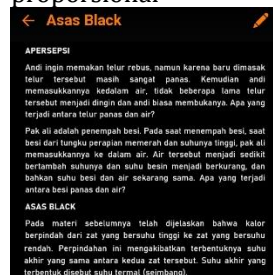 proporsional
Asas Black
APERSEPSI
Andi ingin memakan telur rebus, namun karena baru dimasak
telur tersebut masih sangat panas. Kemudian andi
memasukkannya kedalam air, tidak beberapa lama telur
tersebut menjadi dingin dan andi biasa membukanya. Apa yang
terjadi antara telur panas dan air?
Pak ali adalah penempah besi. Pada saat menempah besi, saat
besi dari tungku perapian memerah dan suhunya tinggi, pak ali
memasukkannya ke dalam air. Air tersebut menjadi sedikit
bertambah suhunya dan suhu besin menjadi berkurang, dan
bahkan suhu besi dan air sekarang sama. Apa yang terjadi
antara besi panas dan air?
ASAS BLACK
Pada materi sebelumnya telah dijelaskan bahwa kalor
berpindah dari zat yang bersuhu tinggi ke zat yang bersuhu
rendah. Perpindahan ini mengakibatkan terbentuknya suhu
akhir yang sama antara kedua zat tersebut. Suhu akhir yang
terbentuk disebut suhu termal (seimbang).